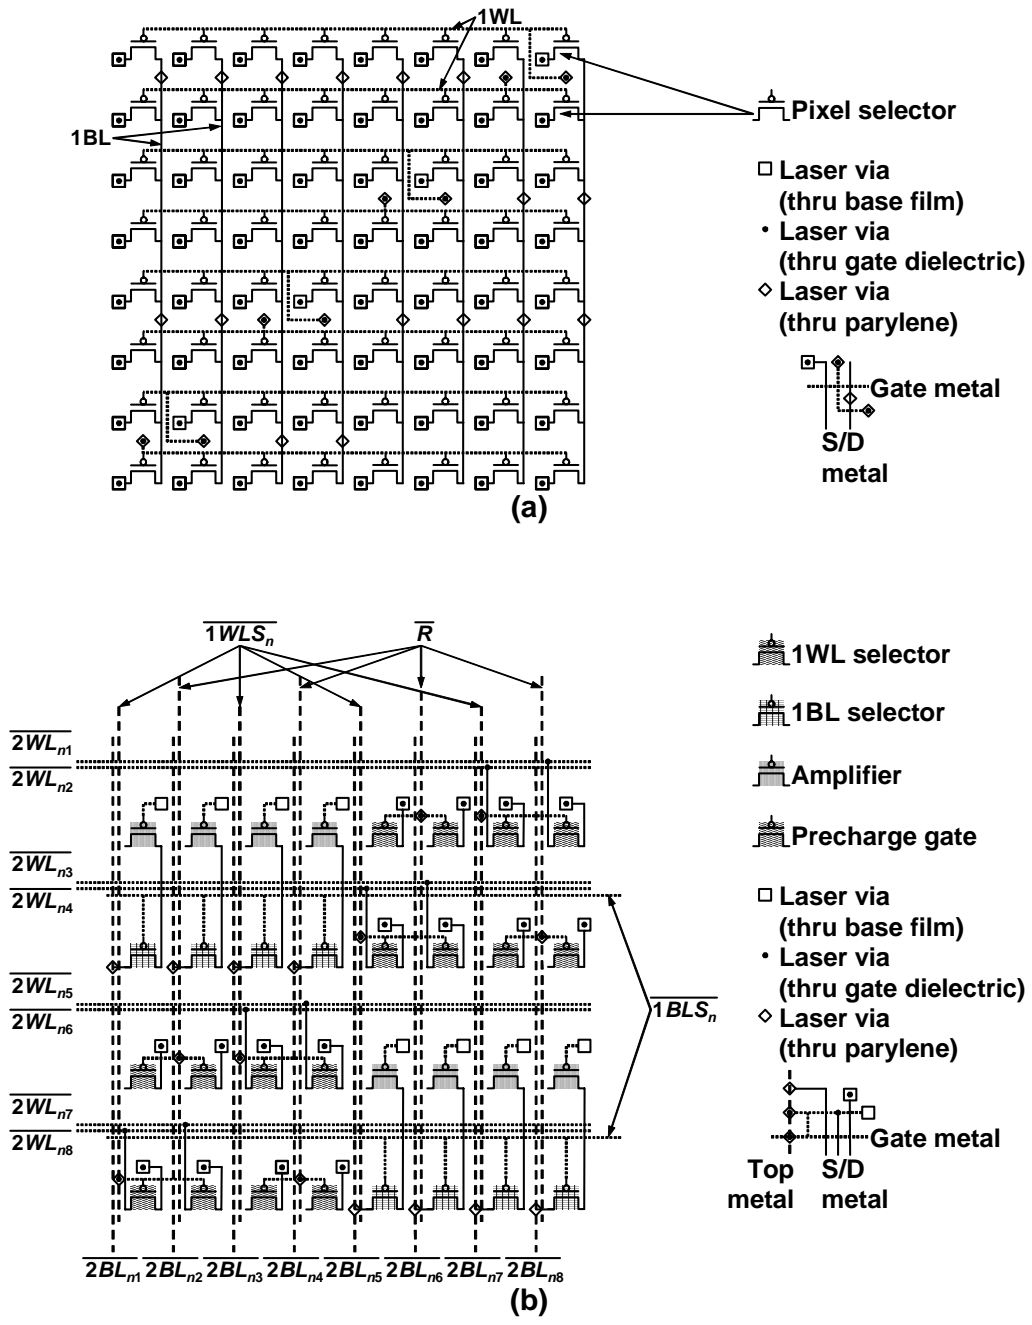 1WL
Pixel selector
1BL
Laser via
(thru base film)
Laser via
(thru gate dielectric)
Laser via
(thru parylene)
Gate metal
S/D
metal
(a)
1WLSn
R
2WLn1
2WLn2
2WLn3
2WLn4
2WLn5
2WLn6
2WLn7
2WLn8
1BLSn
1WL selector
1BL selector
Amplifier
Precharge gate
Laser via
(thru base film)
Laser via
(thru gate dielectric)
Laser via
(thru parylene)
Gate metal
Top S/D
metal metal
2BLn1 2BLn2 2BLn3 2BLn4 2BLn5 2BLn6 2BLn7 2BLn8
(b)